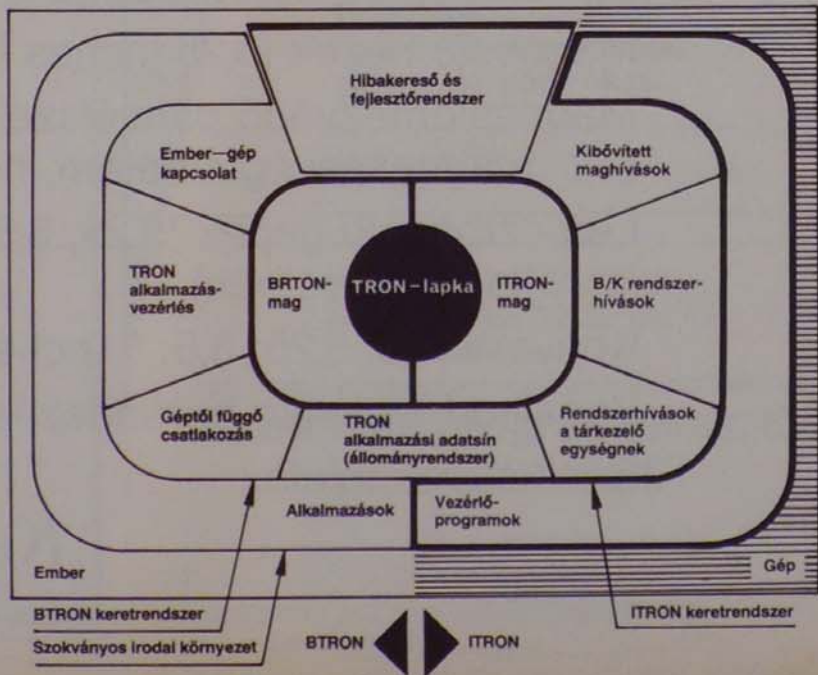 Hibakereső és
fejlesztőrendszer
Ember—gép
kapcsolat
Kibővített
maghívások
TRON
alkalmazás-
vezérlés
BRTON-
mag
TRON-lapka
ITRON-
mag
B/K rendszer-
hívások
Géptől függő
csatlakozás
TRON
alkalmazási adatsín
(állományrendszer)
Rendszerhívások
a tárkezelő
egységnek
Alkalmazások
Vezérlő-
programok
Ember
Gép
BTRON keretrendszer
ITRON keretrendszer
Szokványos irodai környezet
BTRON
ITRON